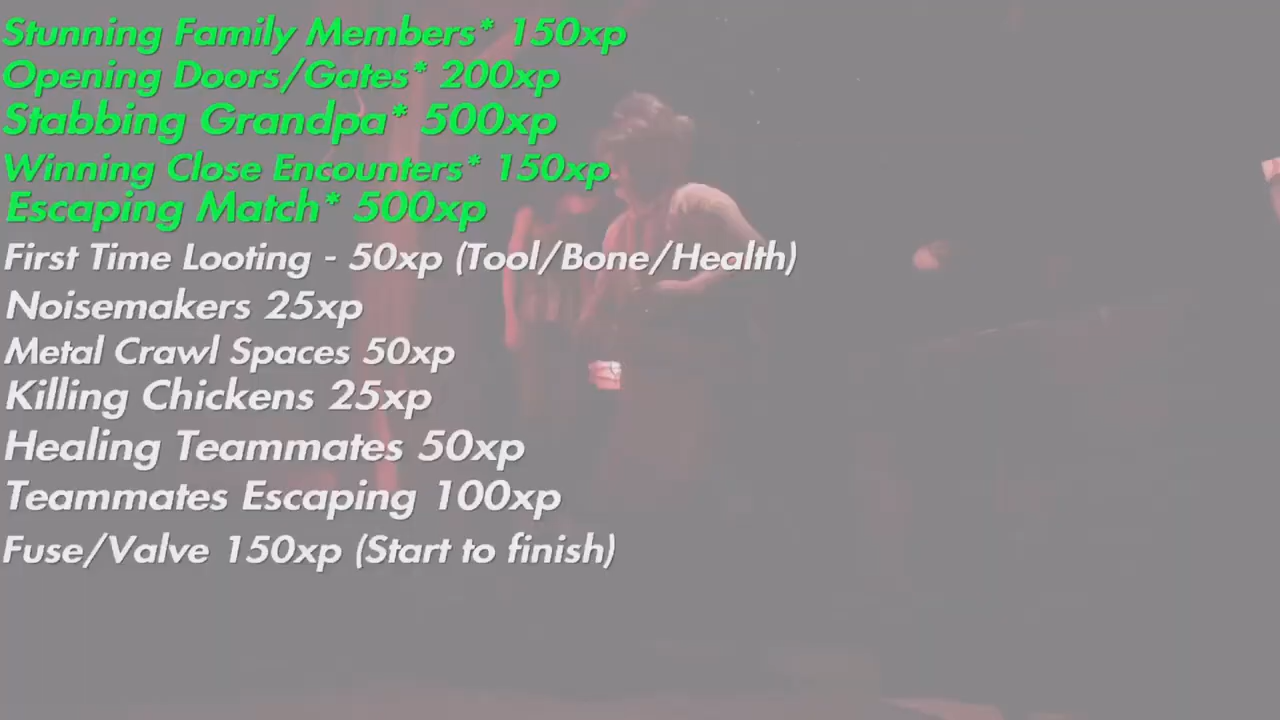 Stunning Family Members* 150xp
Opening Doors/Gates* 200xp
Stabbing Grandpa* 500xp
Winning Close Encounters* 150xp
Escaping Match* 500xp
First Time Looting - 50xp (Tool/Bone/Health)
Noisemakers 25xp
Metal Crawl Spaces 50xp
Killing Chickens 25xp
Healing Teammates 50xp
Teammates Escaping 100xp
Fuse/Valve 150xp (Start to finish)